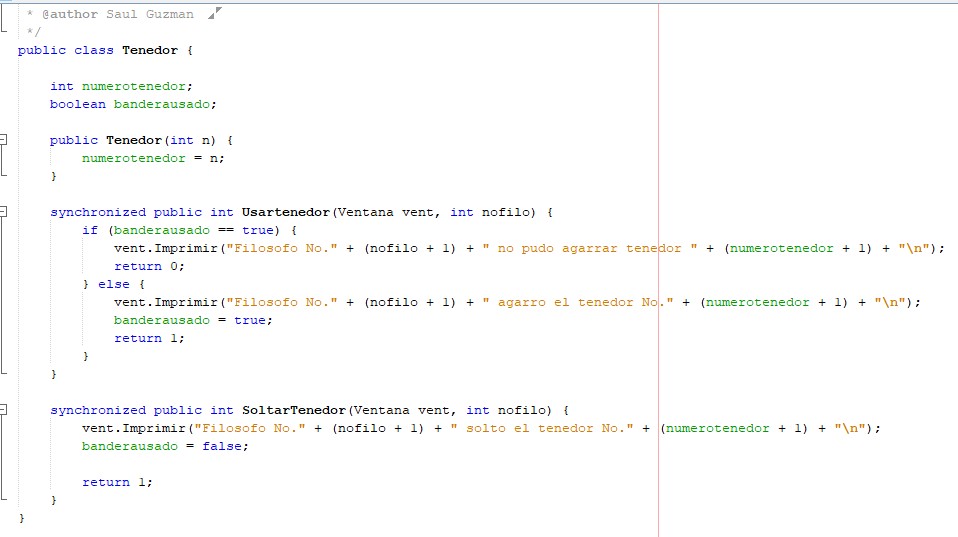 * @author Saul Guzman
*/
public class Tenedor {
int numerotenedor;
boolean banderausado;
public Tenedor(int n) {
numerotenedor = n;
}
synchronized public int Usartenedor(Ventana vent, int nofilo) {
if (banderausado == true) {
vent.Imprimir("Filosofo No." + (nofilo + 1) + " no pudo agarrar tenedor " + (numerotenedor + 1) + "\n");
return 0;
} else {
vent.Imprimir("Filosofo No." + (nofilo + 1) + " agarro el tenedor No." + (numerotenedor + 1) + "\n");
banderausado = true;
return 1;
}
}
synchronized public int SoltarTenedor(Ventana vent, int nofilo) {
vent.Imprimir("Filosofo No." + (nofilo + 1) + " solto el tenedor No." + (numerotenedor + 1) + "\n");
banderausado = false;
return 1;
}
}